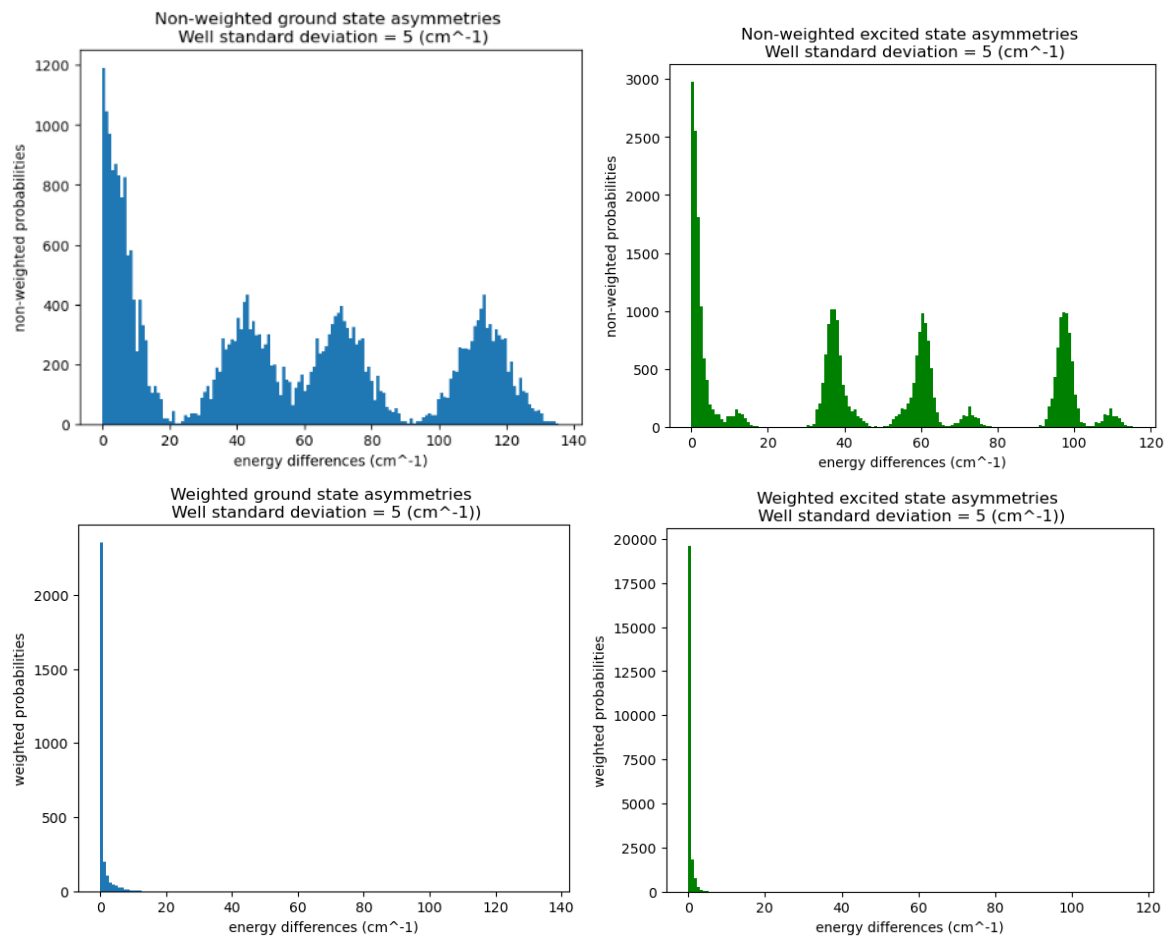 Non-weighted ground state asymmetries
Well standard deviation = 5 (cm^-1)
non-weighted probabilities
1200
1000
800
600
400
200
0
0 20 40 60 80 100 120 140
energy differences (cm^-1)
Non-weighted excited state asymmetries
Well standard deviation = 5 (cm^-1)
non-weighted probabilities
3000
2500
2000
1500
1000
500
0
0 20 40 60 80 100 120
energy differences (cm^-1)
Weighted ground state asymmetries
Well standard deviation = 5 (cm^-1))
weighted probabilities
2000
1500
1000
500
0
0 20 40 60 80 100 120 140
energy differences (cm^-1)
Weighted excited state asymmetries
Well standard deviation = 5 (cm^-1))
weighted probabilities
20000
17500
15000
12500
10000
7500
5000
2500
0
0 20 40 60 80 100 120
energy differences (cm^-1)